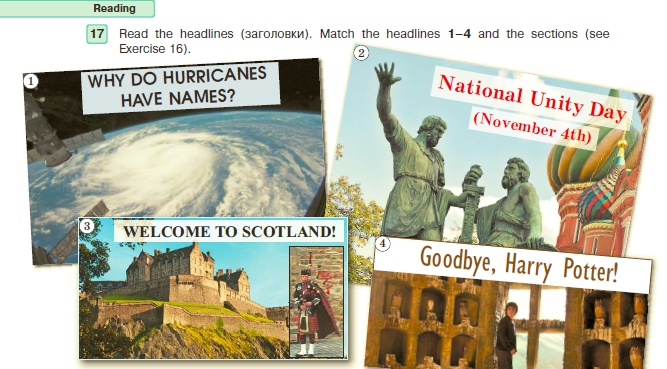 Reading
17 Read the headlines (заголовки). Match the headlines 1–4 and the sections (see
Exercise 16).
1
WHY DO HURRICANES
HAVE NAMES?
2
National Unity Day
(November 4th)
3
WELCOME TO SCOTLAND!
4
Goodbye, Harry Potter!